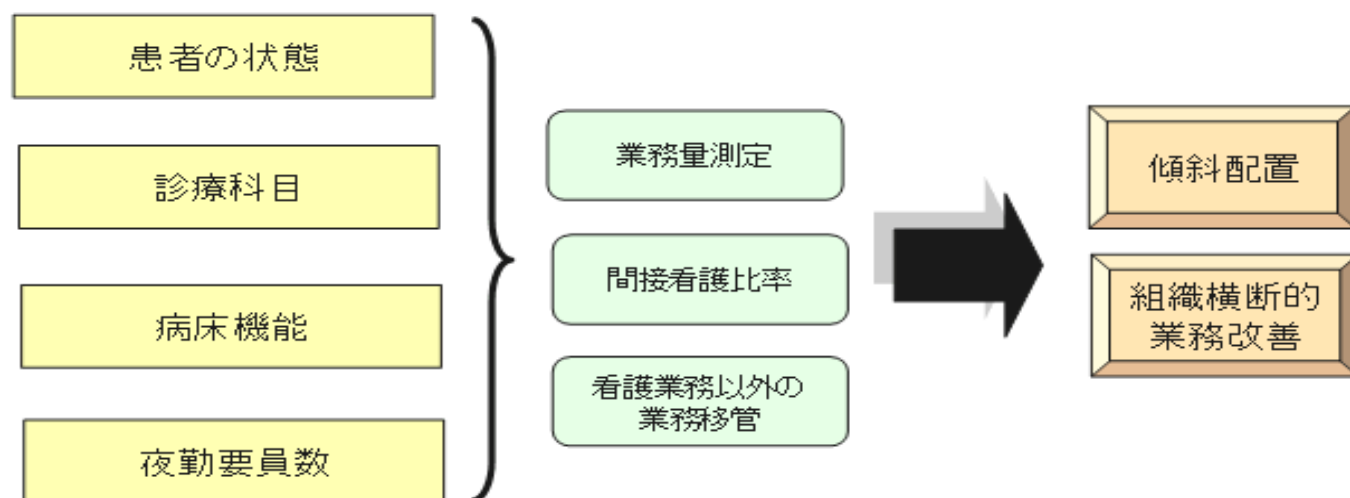 患者の状態
診療科目
病床機能
夜勤要員数
業務量測定
間接看護比率
看護業務以外の
業務移管
傾斜配置
組織横断的
業務改善